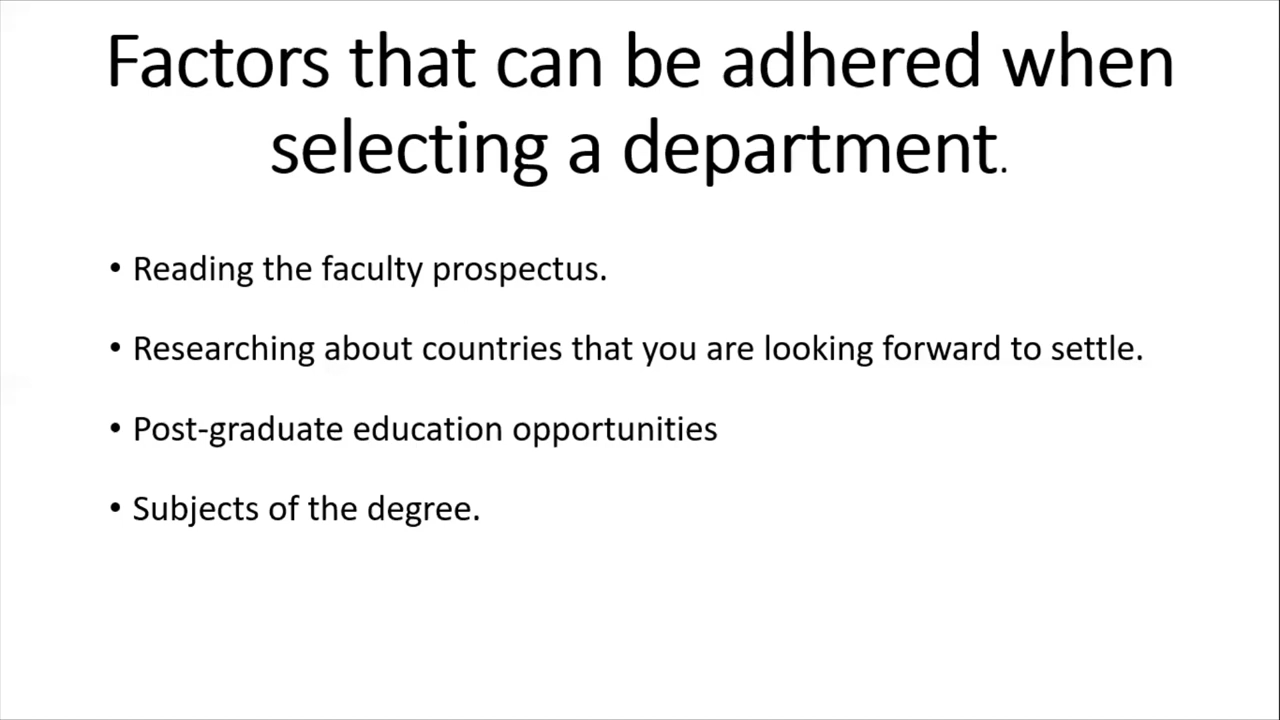 Factors that can be adhered when
selecting a department.
• Reading the faculty prospectus.
• Researching about countries that you are looking forward to settle.
• Post-graduate education opportunities
• Subjects of the degree.